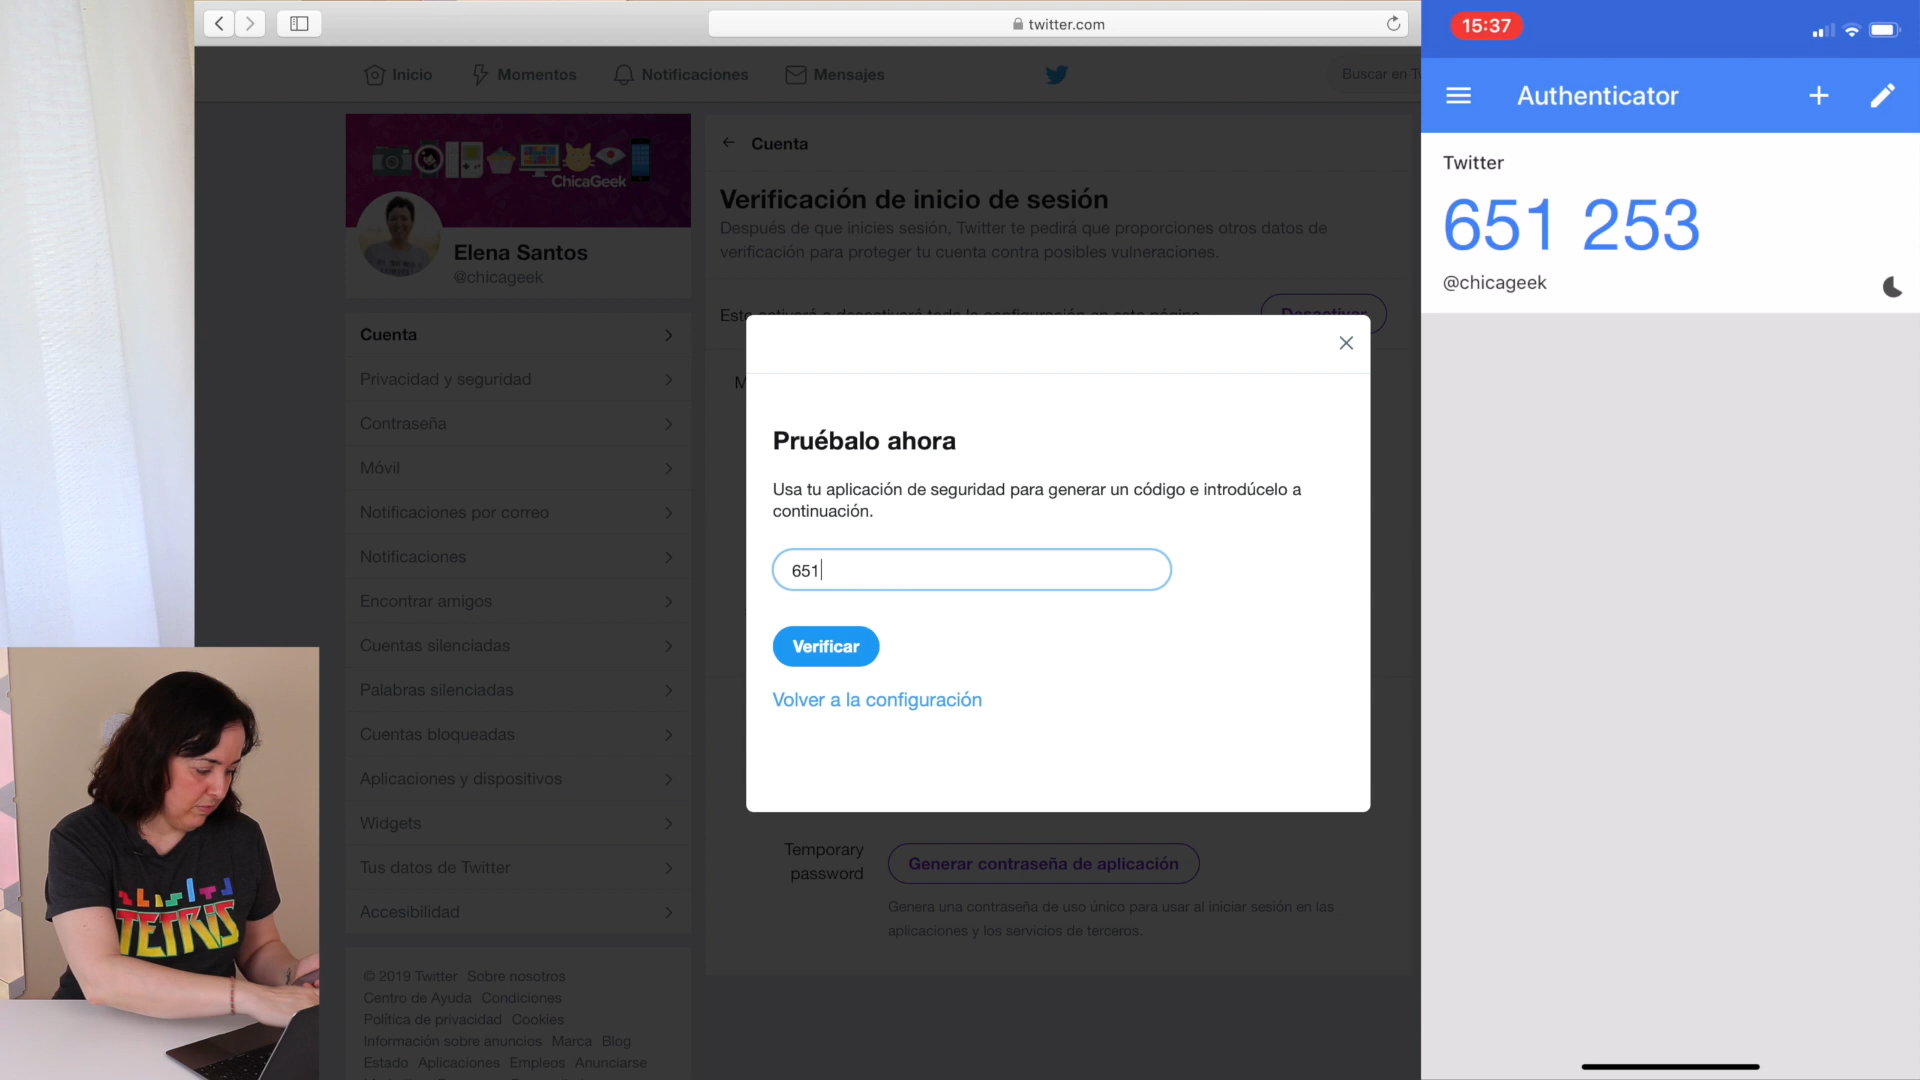 twitter.com
Inicio
Momentos
Notificaciones
Mensajes
Buscar en
ChicaGeek
Elena Santos
@chicageek
Cuenta
Privacidad y seguridad
Contraseña
Móvil
Notificaciones por correo
Notificaciones
Encontrar amigos
Cuentas silenciadas
Palabras silenciadas
Cuentas bloqueadas
Aplicaciones y dispositivos
Widgets
Tus datos de Twitter
Accesibilidad
© 2019 Twitter Sobre nosotros
Centro de Ayuda Condiciones
Política de privacidad Cookies
Información sobre anuncios Marca Blog
Estado Aplicaciones Empleos Anunciarse
Cuenta
Verificación de inicio de sesión
Después de que inicies sesión, Twitter te pedirá que proporciones otros datos de
verificación para proteger tu cuenta contra posibles vulneraciones.
Pruébalo ahora
Usa tu aplicación de seguridad para generar un código e introdúcelo a
continuación.
651
Verificar
Volver a la configuración
Temporary
password
Generar contraseña de aplicación
Genera una contraseña de uso único para usar al iniciar sesión en las
aplicaciones y los servicios de terceros.
15:37
Authenticator
Twitter
651 253
@chicageek
TETRIS